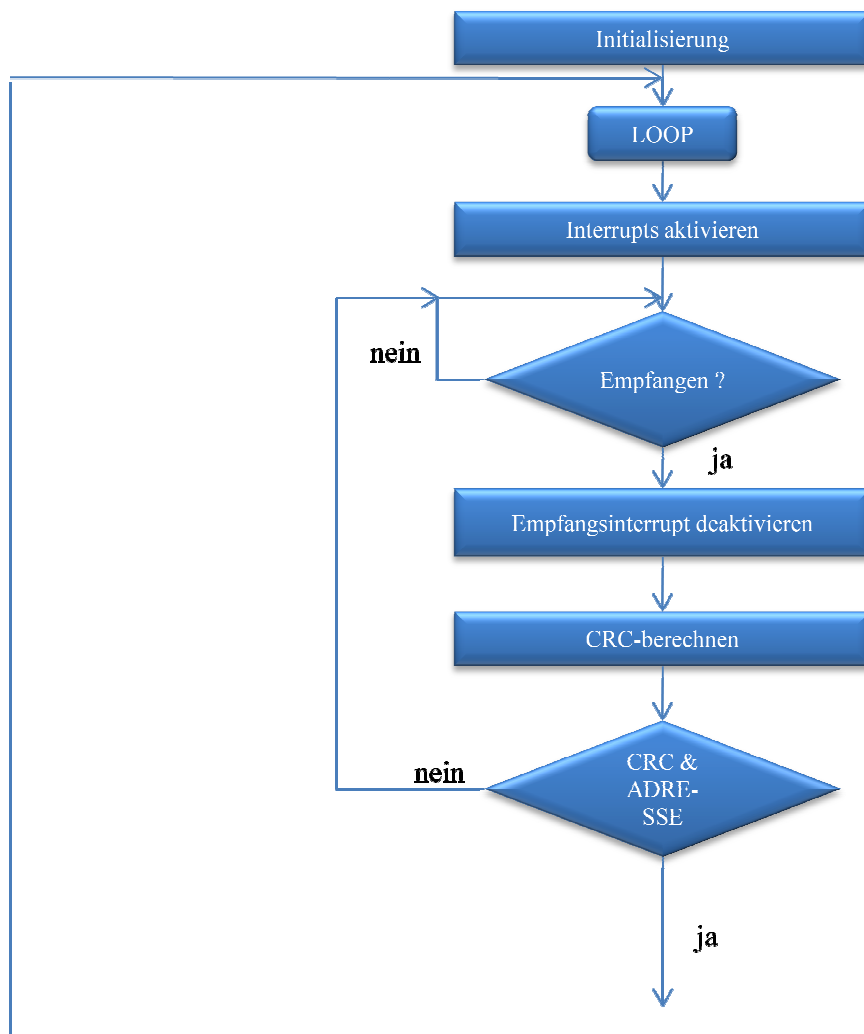 Initialisierung
LOOP
Interrupts aktivieren
nein
Empfangen ?
ja
Empfangsinterrupt deaktivieren
CRC-berechnen
nein
CRC &
ADRE-
SSE
ja